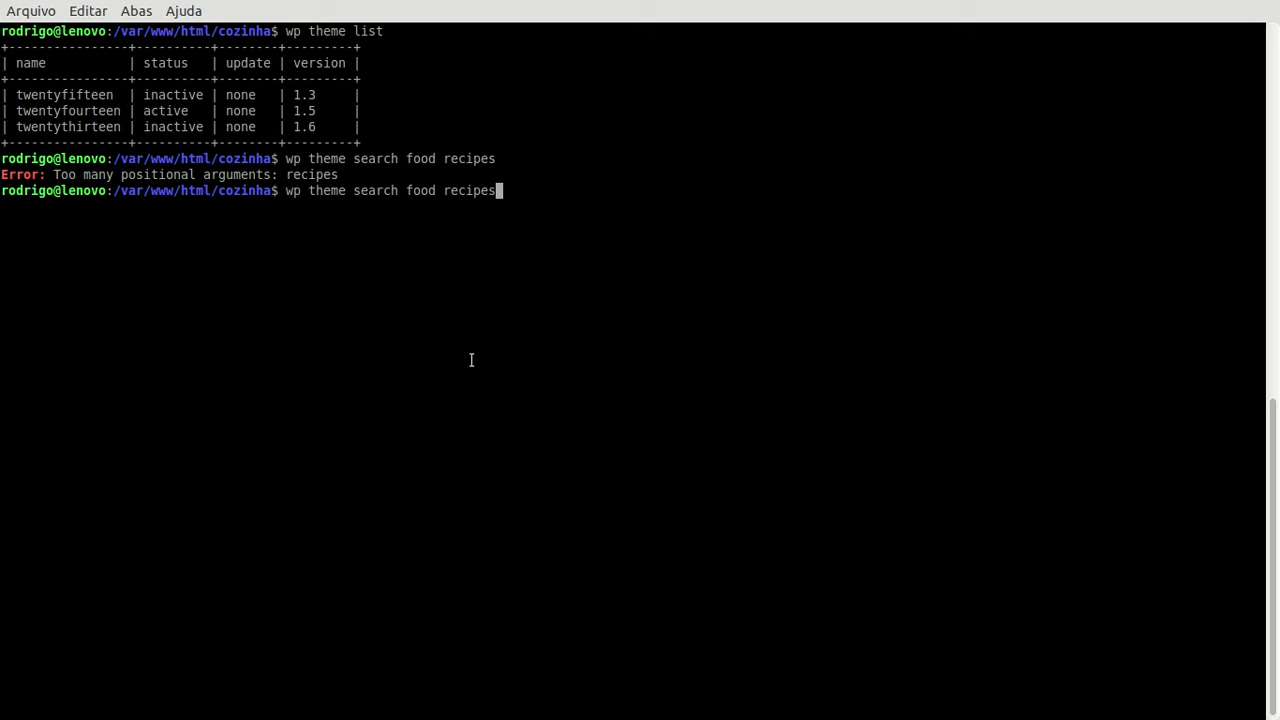 Arquivo Editar Abas Ajuda
rodrigo@lenovo:/var/www/html/cozinha$ wp theme list
+----------------+----------+--------+---------+
| name           | status   | update | version |
+----------------+----------+--------+---------+
| twentyfifteen  | inactive | none   | 1.3     |
| twentyfourteen | active   | none   | 1.5     |
| twentythirteen | inactive | none   | 1.6     |
+----------------+----------+--------+---------+
rodrigo@lenovo:/var/www/html/cozinha$ wp theme search food recipes
Error: Too many positional arguments: recipes
rodrigo@lenovo:/var/www/html/cozinha$ wp theme search food recipes